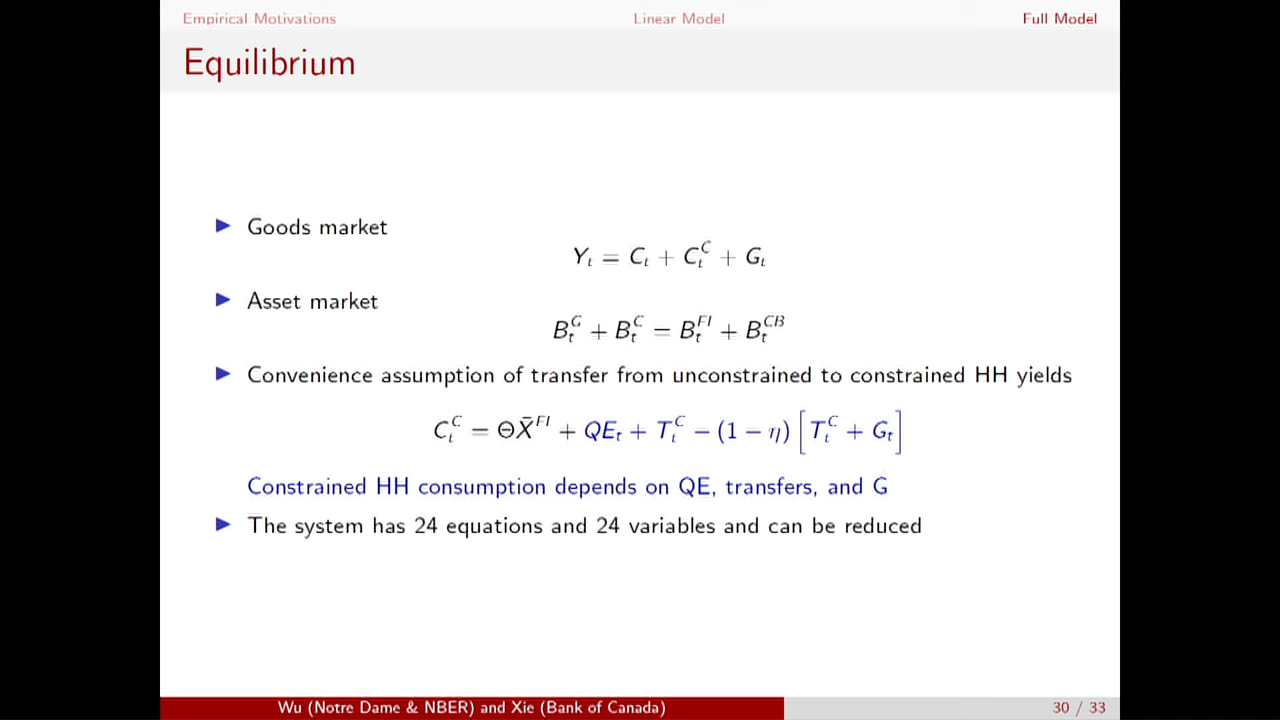 Empirical Motivations Linear Model Full Model
Equilibrium
▶ Goods market
Y_t = C_t + C_t^C + G_t
▶ Asset market
B_t^G + B_t^C = B_t^{FI} + B_t^{CB}
▶ Convenience assumption of transfer from unconstrained to constrained HH yields
C_t^C = ΘX̄^{FI} + QE_t + T_t^C − (1 − η) [T_t^C + G_t]
Constrained HH consumption depends on QE, transfers, and G
▶ The system has 24 equations and 24 variables and can be reduced
Wu (Notre Dame & NBER) and Xie (Bank of Canada) 30 / 33